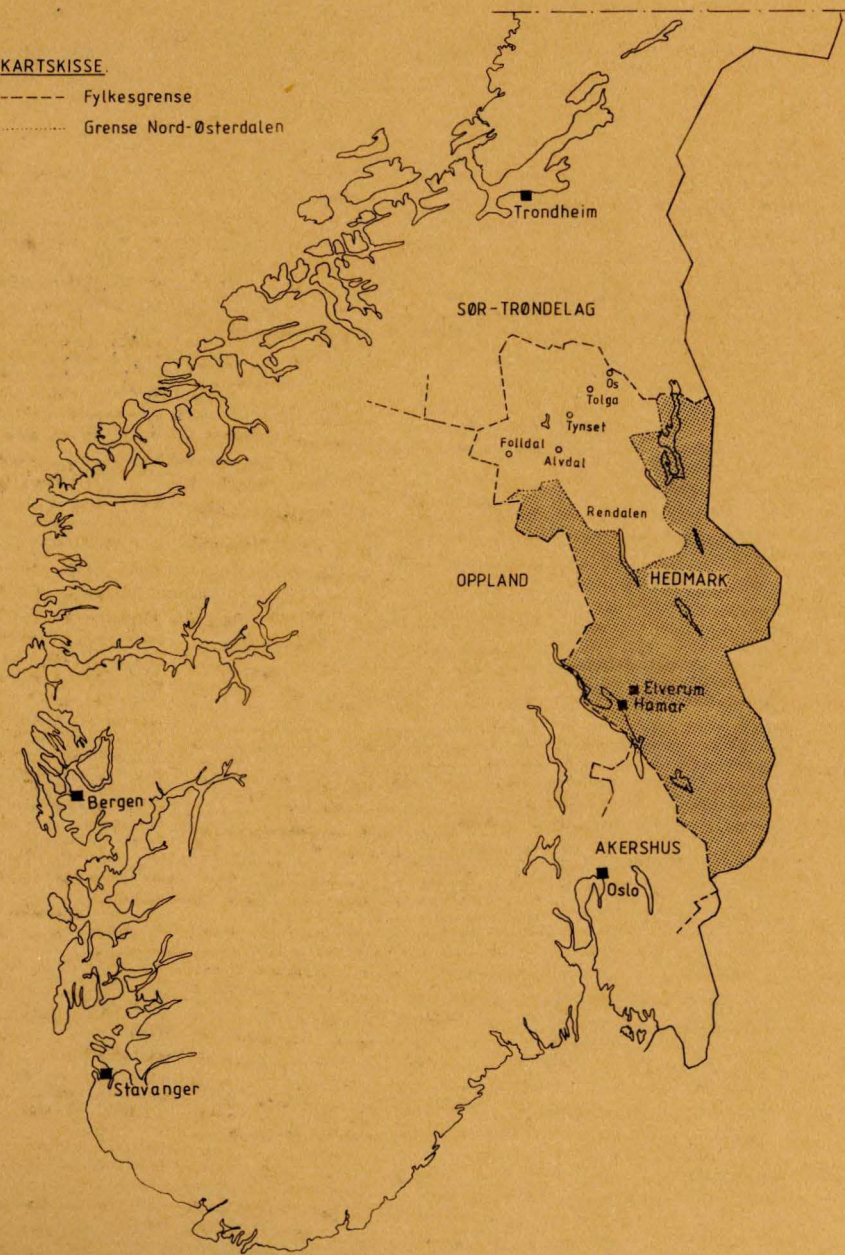 KARTSKISSE.
Fylkesgrense
Grense Nord-Østerdalen
Trondheim
SØR-TRØNDELAG
Os
Tolga
Tynset
Folldal
Alvdal
Rendalen
OPPLAND
HEDMARK
Elverum
Hamar
Bergen
AKERSHUS
Oslo
Stavanger